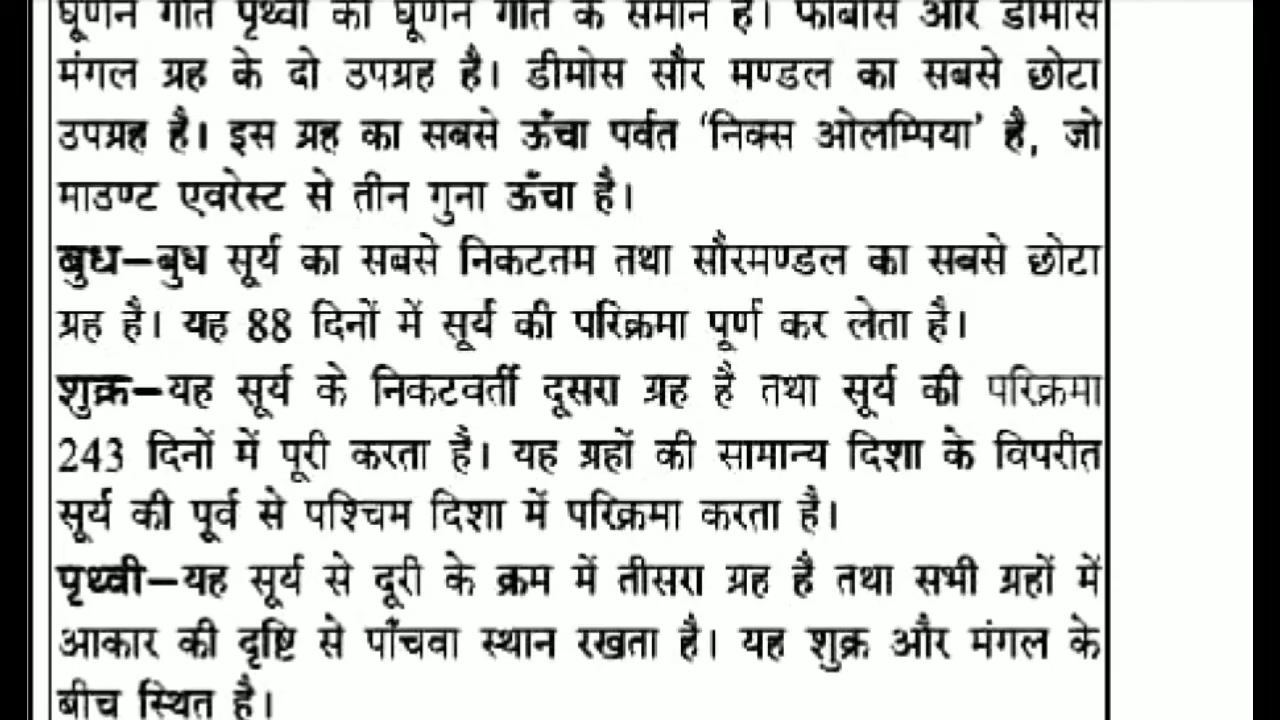 घूर्णन गति पृथ्वी की घूर्णन गति के समान है। फोबोस और डीमोस
मंगल ग्रह के दो उपग्रह है। डीमोस सौर मण्डल का सबसे छोटा
उपग्रह है। इस ग्रह का सबसे ऊँचा पर्वत 'निक्स ओलम्पिया' है, जो
माउण्ट एवरेस्ट से तीन गुना ऊँचा है।
बुध–बुध सूर्य का सबसे निकटतम तथा सौरमण्डल का सबसे छोटा
ग्रह है। यह 88 दिनों में सूर्य की परिक्रमा पूर्ण कर लेता है।
शुक्र–यह सूर्य के निकटवर्ती दूसरा ग्रह है तथा सूर्य की परिक्रमा
243 दिनों में पूरी करता है। यह ग्रहों की सामान्य दिशा के विपरीत
सूर्य की पूर्व से पश्चिम दिशा में परिक्रमा करता है।
पृथ्वी–यह सूर्य से दूरी के क्रम में तीसरा ग्रह है तथा सभी ग्रहों में
आकार की दृष्टि से पाँचवा स्थान रखता है। यह शुक्र और मंगल के
बीच स्थित है।